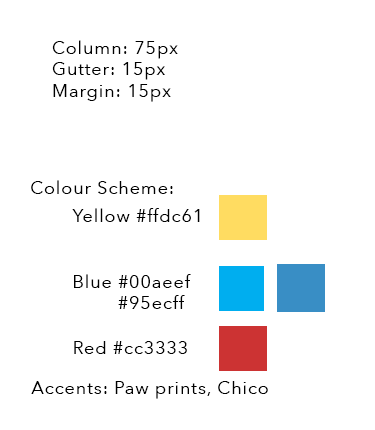 Column: 75px
Gutter: 15px
Margin: 15px
Colour Scheme:
Yellow #ffdc61
Blue #00aeef
#95ecff
Red #cc3333
Accents: Paw prints, Chico